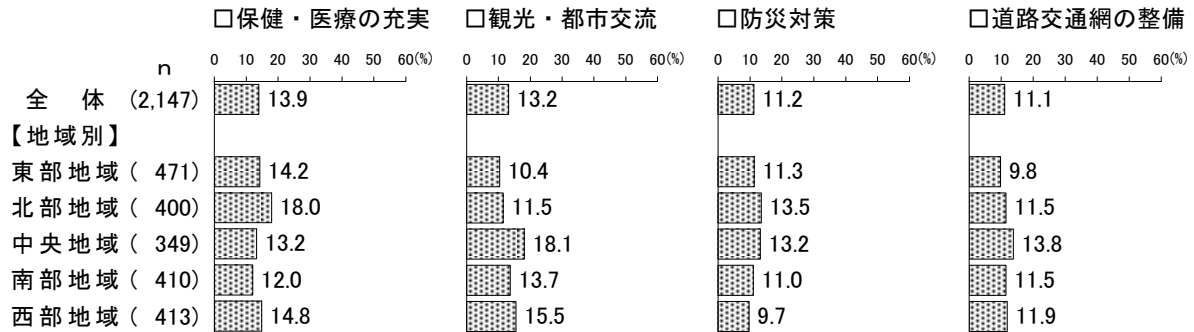 □保健・医療の充実 □観光・都市交流 □防災対策 □道路交通網の整備
n 0 10 20 30 40 50 60(%) 0 10 20 30 40 50 60(%) 0 10 20 30 40 50 60(%) 0 10 20 30 40 50 60(%)
全 体 (2,147) 13.9 13.2 11.2 11.1
【地域別】
東部地域 ( 471) 14.2 10.4 11.3 9.8
北部地域 ( 400) 18.0 11.5 13.5 11.5
中央地域 ( 349) 13.2 18.1 13.2 13.8
南部地域 ( 410) 12.0 13.7 11.0 11.5
西部地域 ( 413) 14.8 15.5 9.7 11.9